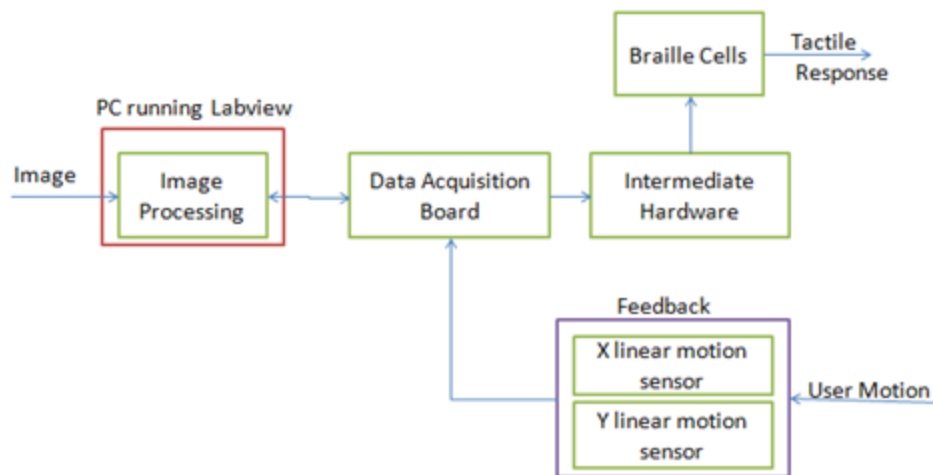 Braille Cells
Tactile
Response
PC running Labview
Image
Image
Processing
Data Acquisition
Board
Intermediate
Hardware
Feedback
X linear motion
sensor
User Motion
Y linear motion
sensor